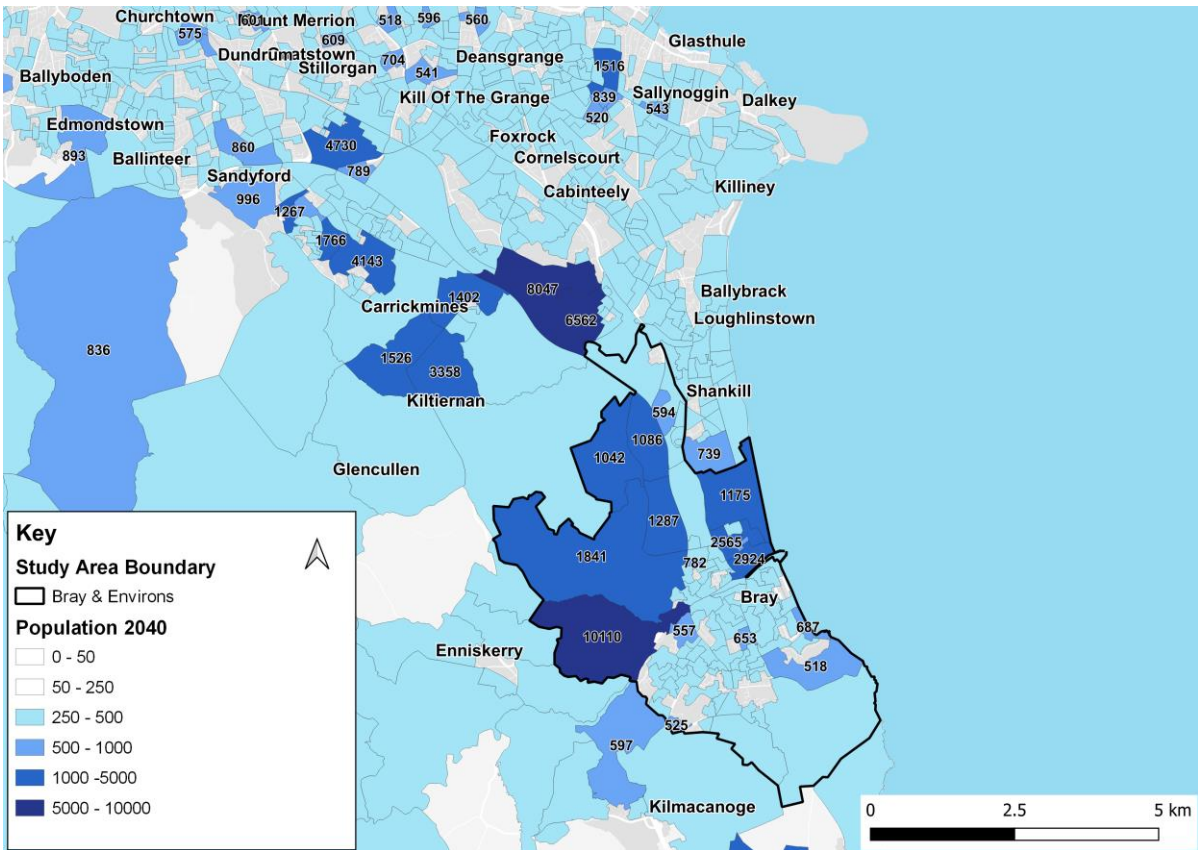 Churchtown
601
Mount Merrion
518
596
560
575
609
Glasthule
Dundrum
Stillorgan
704
541
Deansgrange
1516
Ballyboden
Kill Of The Grange
839
Sallynoggin
543
Dalkey
520
Edmondstown
893
Ballinteer
860
4730
789
Foxrock
Cornelscourt
Sandyford
996
Cabinteely
Killiney
1267
1766
4143
8047
1402
Carrickmines
6562
Ballybrack
Loughlinstown
836
1526
3358
Kiltiernan
Shankill
594
1086
1042
739
Glencullen
1175
1287
2565
2924
1841
782
Bray
10110
557
653
687
518
Enniskerry
525
597
Kilmacanoge
Key
Study Area Boundary
Bray & Environs
Population 2040
0 - 50
50 - 250
250 - 500
500 - 1000
1000 -5000
5000 - 10000
0 2.5 5 km